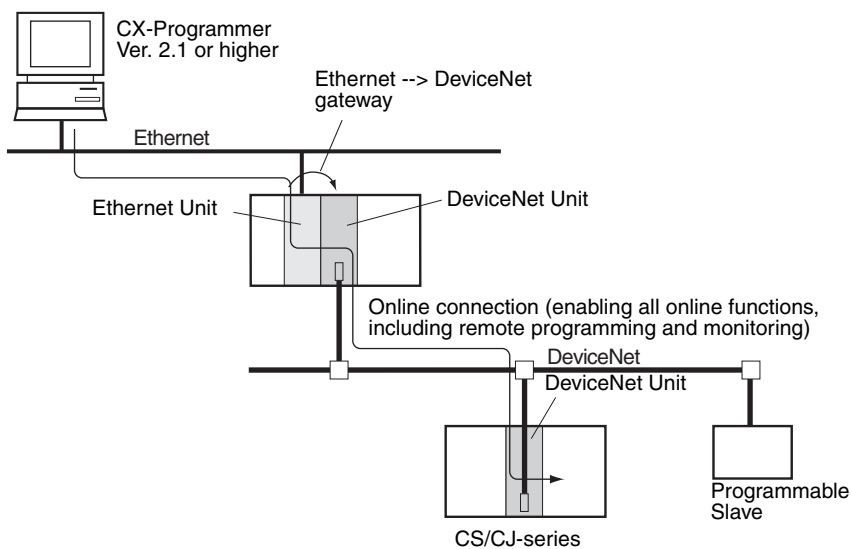 CX-Programmer
Ver. 2.1 or higher
Ethernet --> DeviceNet
gateway
Ethernet
Ethernet Unit
DeviceNet Unit
Online connection (enabling all online functions,
including remote programming and monitoring)
DeviceNet
DeviceNet Unit
Programmable
Slave
CS/CJ-series